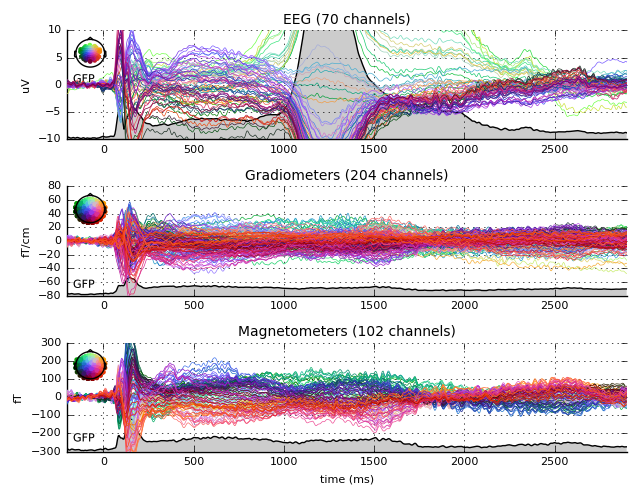 EEG (70 channels)
10
5
0
−5
−10
uV
GFP
0 500 1000 1500 2000 2500
Gradiometers (204 channels)
80
60
40
20
0
−20
−40
−60
−80
fT/cm
GFP
0 500 1000 1500 2000 2500
Magnetometers (102 channels)
300
200
100
0
−100
−200
−300
fT
GFP
0 500 1000 1500 2000 2500
time (ms)